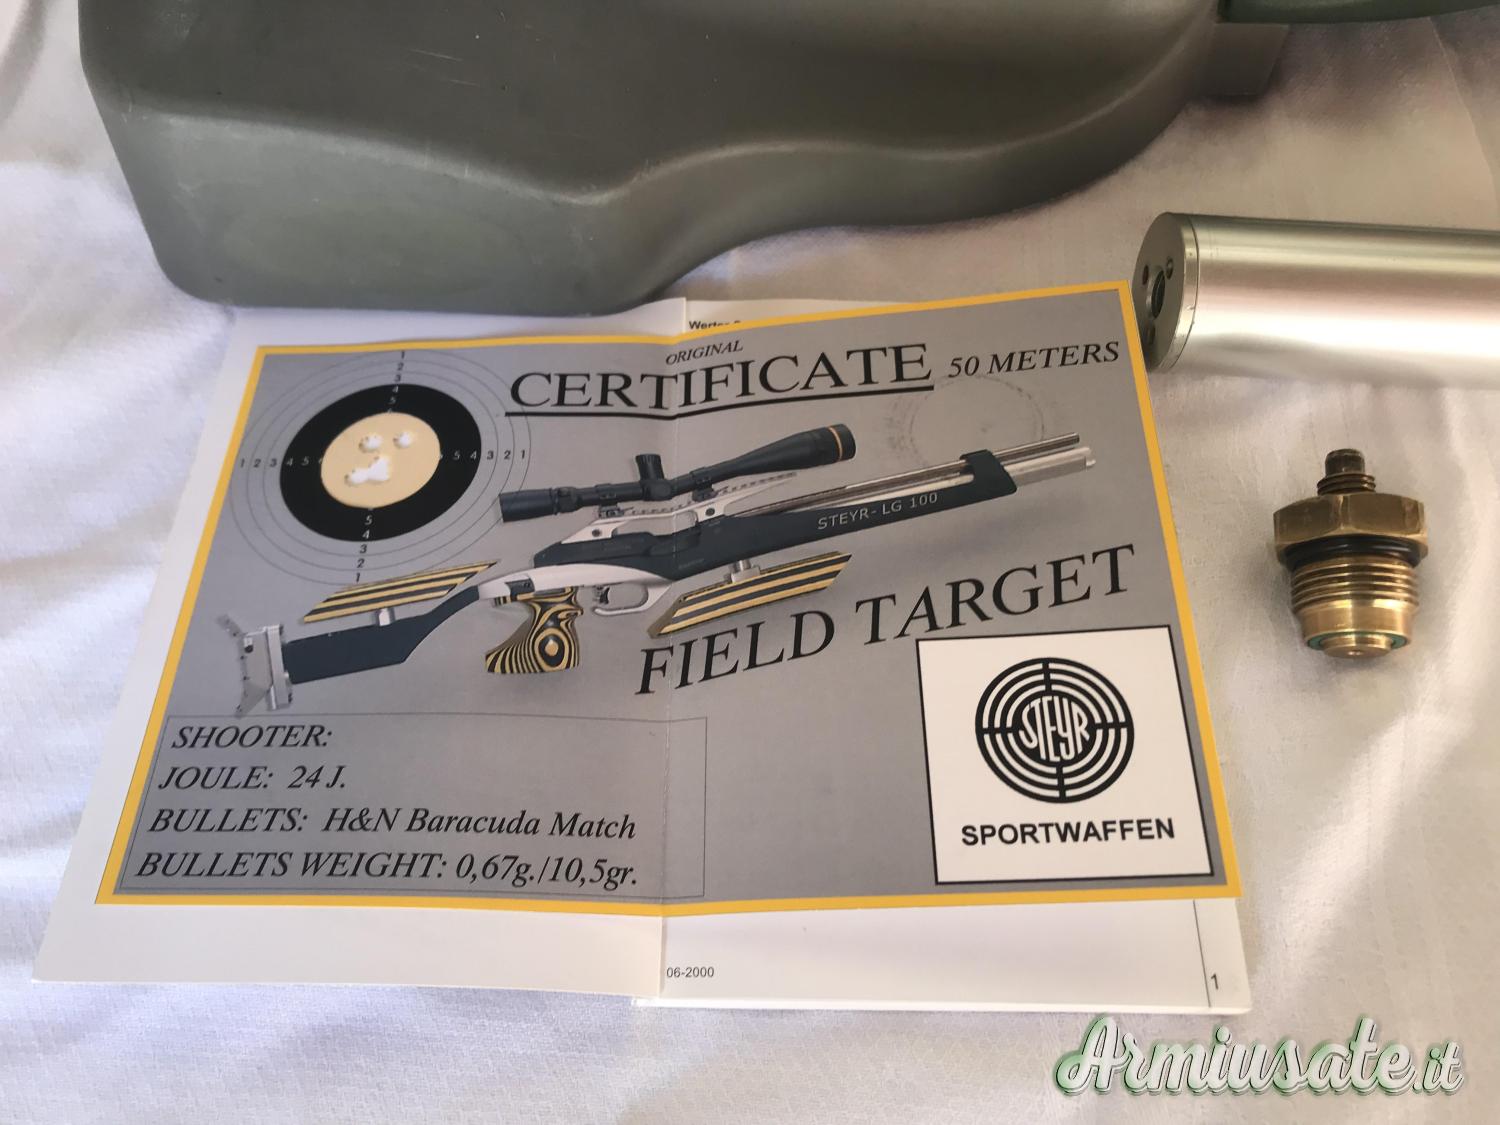 ORIGINAL
CERTIFICATE 50 METERS
1
2
3
4
5
1 2 3 4 5 5 4 3 2 1
5
4
3
2
1
STEYR- LG 100
FIELD TARGET
SHOOTER:
JOULE: 24 J.
BULLETS: H&N Baracuda Match
BULLETS WEIGHT: 0,67g./10,5gr.
STEYR
SPORTWAFFEN
06-2000
1
Armiusate.it